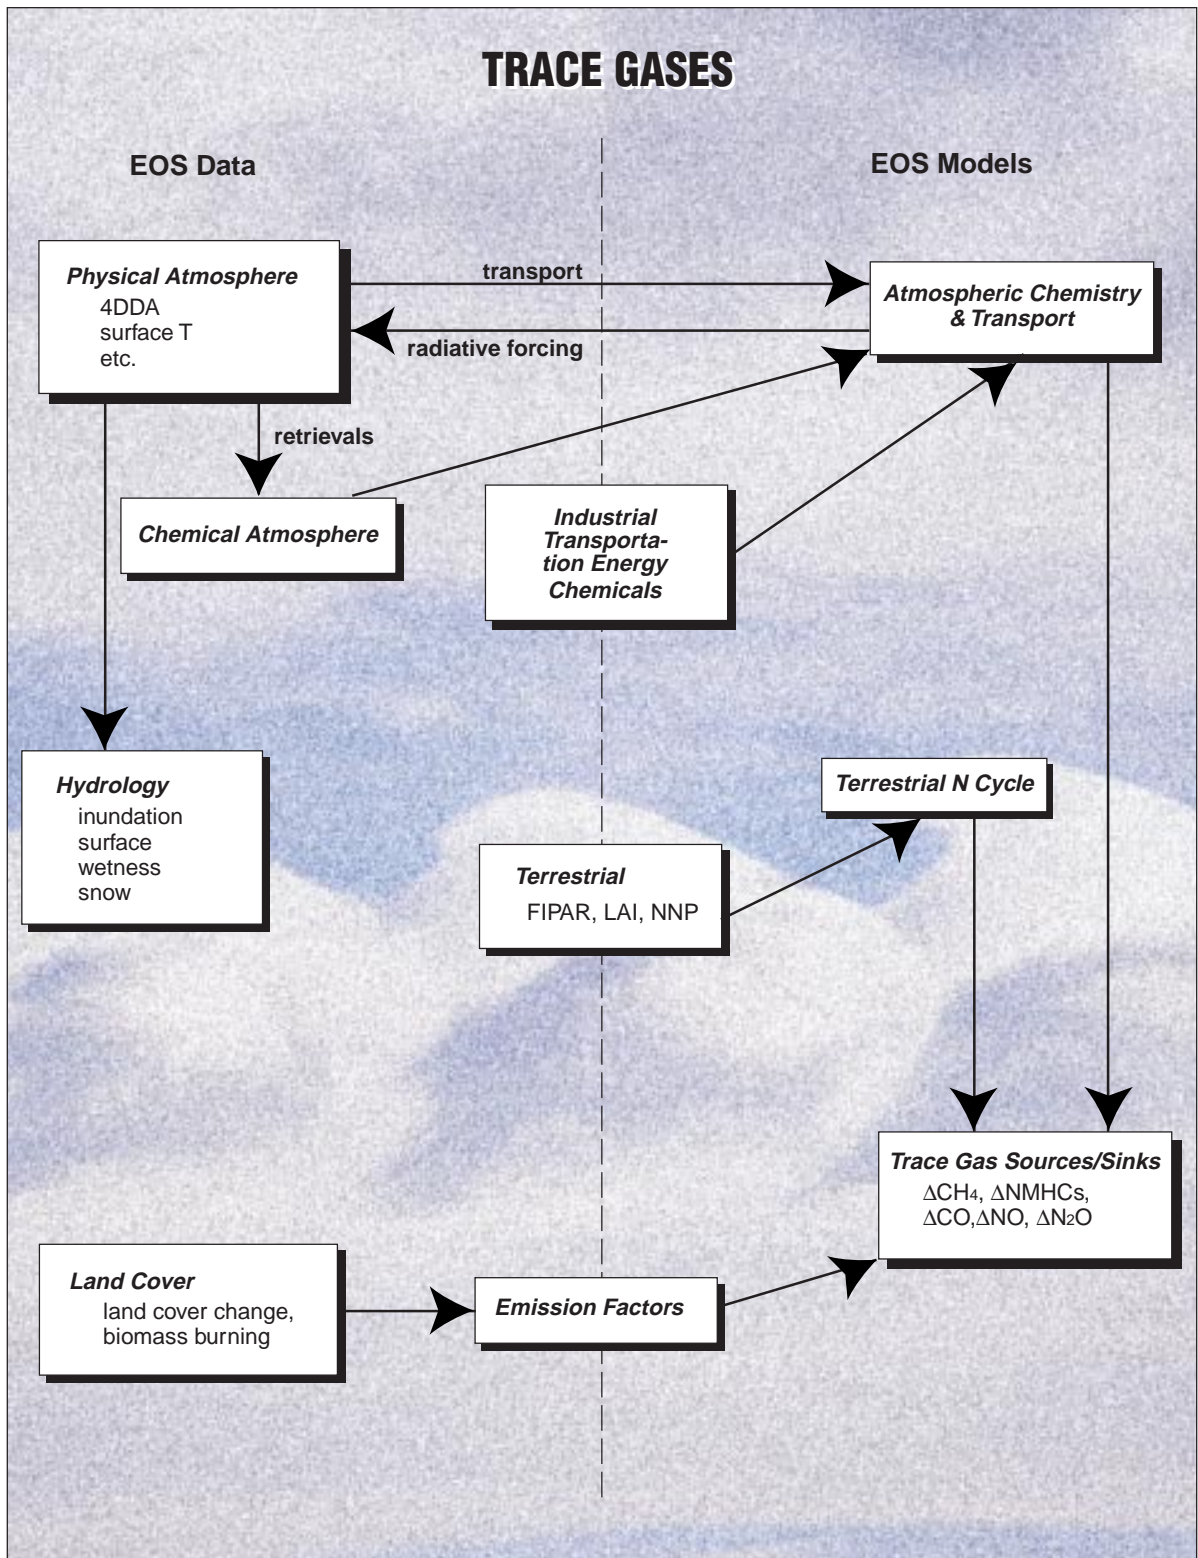 TRACE GASES
EOS Data
EOS Models
Physical Atmosphere
4DDA
surface T
etc.
transport
radiative forcing
Atmospheric Chemistry
& Transport
retrievals
Chemical Atmosphere
Industrial
Transporta-
tion Energy
Chemicals
Hydrology
inundation
surface
wetness
snow
Terrestrial N Cycle
Terrestrial
FIPAR, LAI, NNP
Trace Gas Sources/Sinks
ΔCH₄, ΔNMHCs,
ΔCO,ΔNO, ΔN₂O
Land Cover
land cover change,
biomass burning
Emission Factors